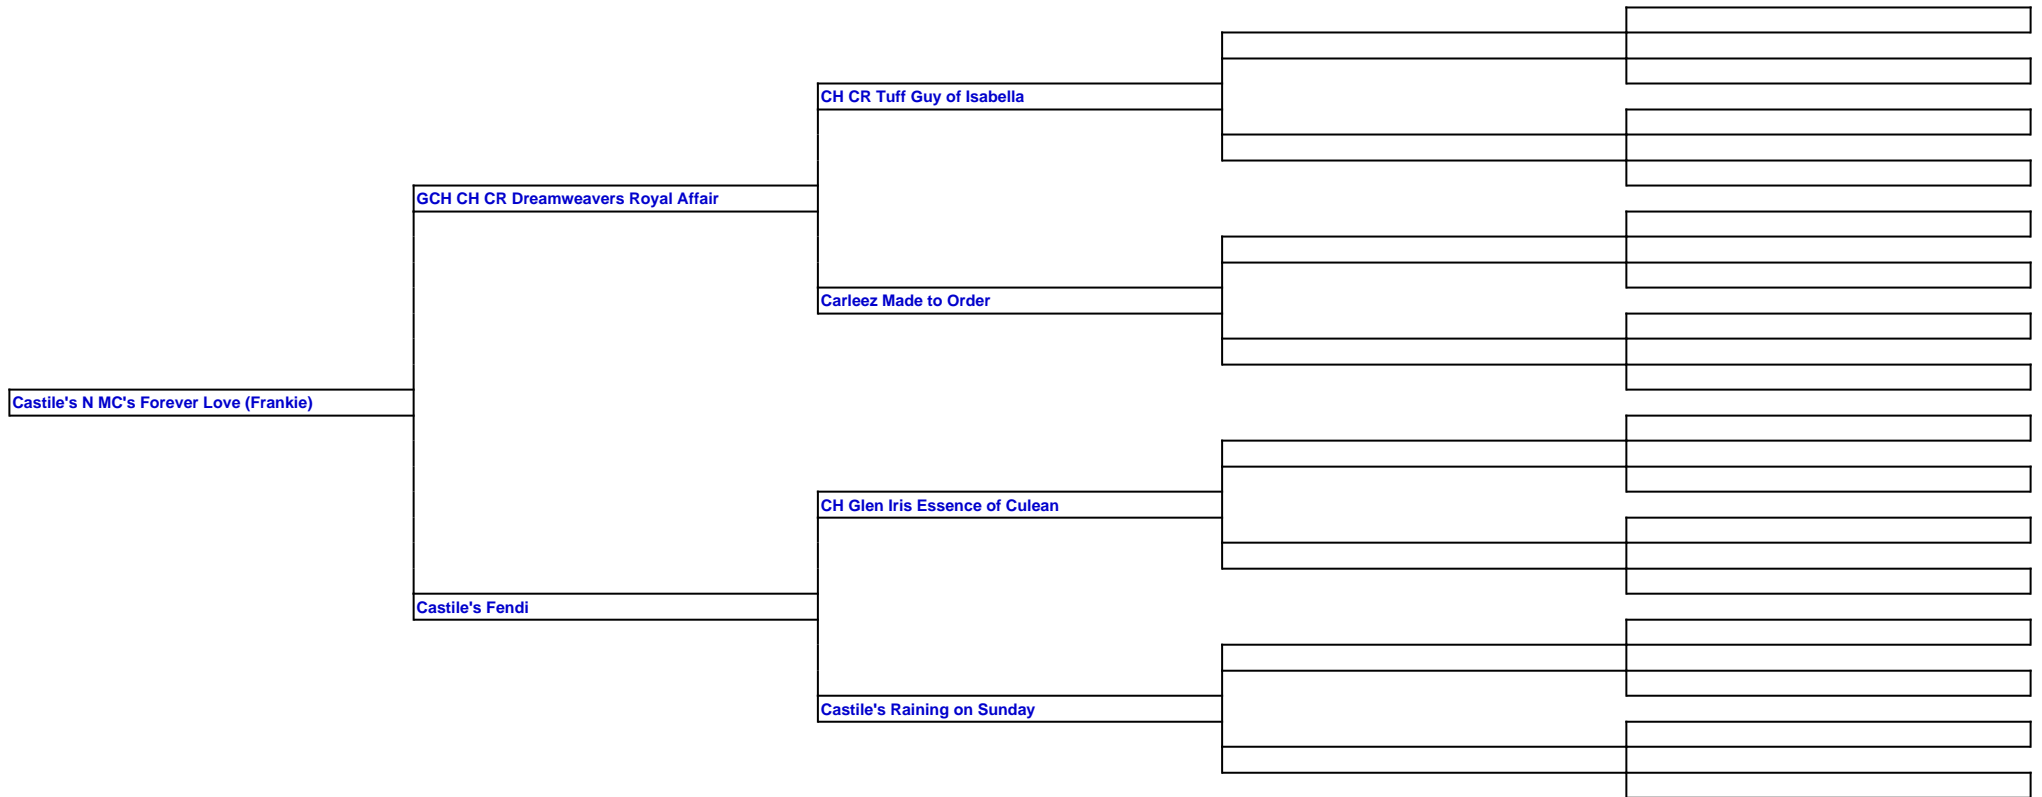 CH CR Tuff Guy of Isabella
GCH CH CR Dreamweavers Royal Affair
Carleez Made to Order
Castile's N MC's Forever Love (Frankie)
CH Glen Iris Essence of Culean
Castile's Fendi
Castile's Raining on Sunday